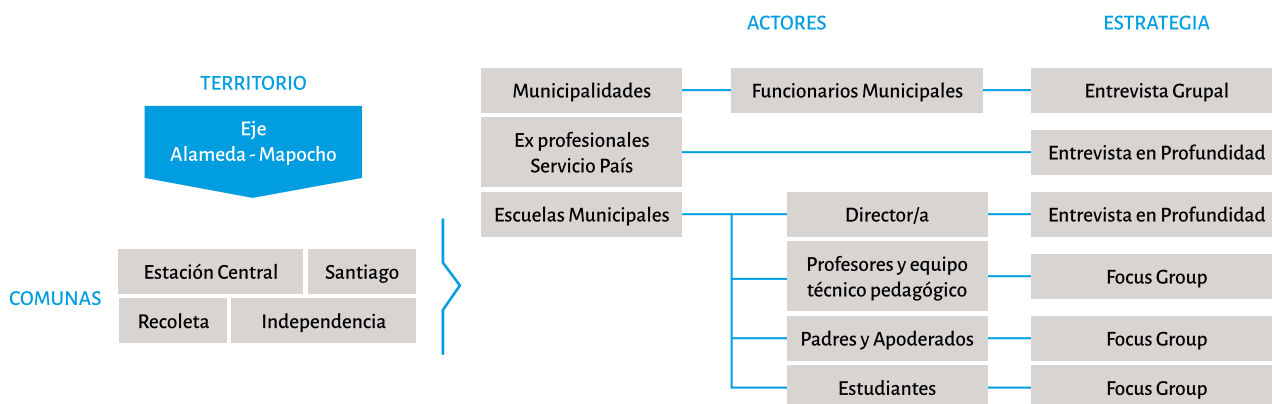 ACTORES
ESTRATEGIA
TERRITORIO
Eje
Alameda - Mapocho
COMUNAS
Estación Central
Santiago
Recoleta
Independencia
Municipalidades
Funcionarios Municipales
Entrevista Grupal
Ex profesionales
Servicio País
Entrevista en Profundidad
Escuelas Municipales
Director/a
Entrevista en Profundidad
Profesores y equipo
técnico pedagógico
Focus Group
Padres y Apoderados
Focus Group
Estudiantes
Focus Group